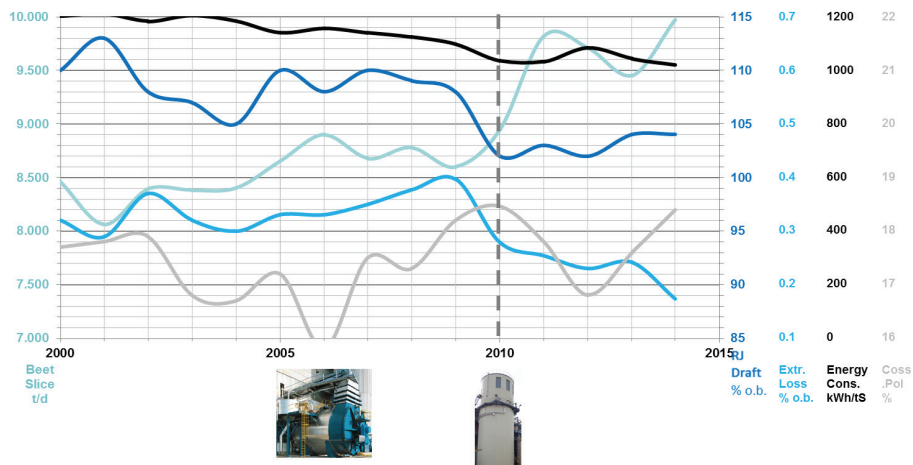 10.000 115 0.7 1200 22
9.500 110 0.6 1000 21
9.000 105 0.5 800 20
8.500 100 0.4 600 19
8.000 95 0.3 400 18
7.500 90 0.2 200 17
7.000 85 0.1 0 16
2000 2005 2010 2015
Beet
Slice
t/d
RJ
Draft
% o.b.
Extr.
Loss
% o.b.
Energy
Cons.
kWh/tS
Coss
.Pol
%